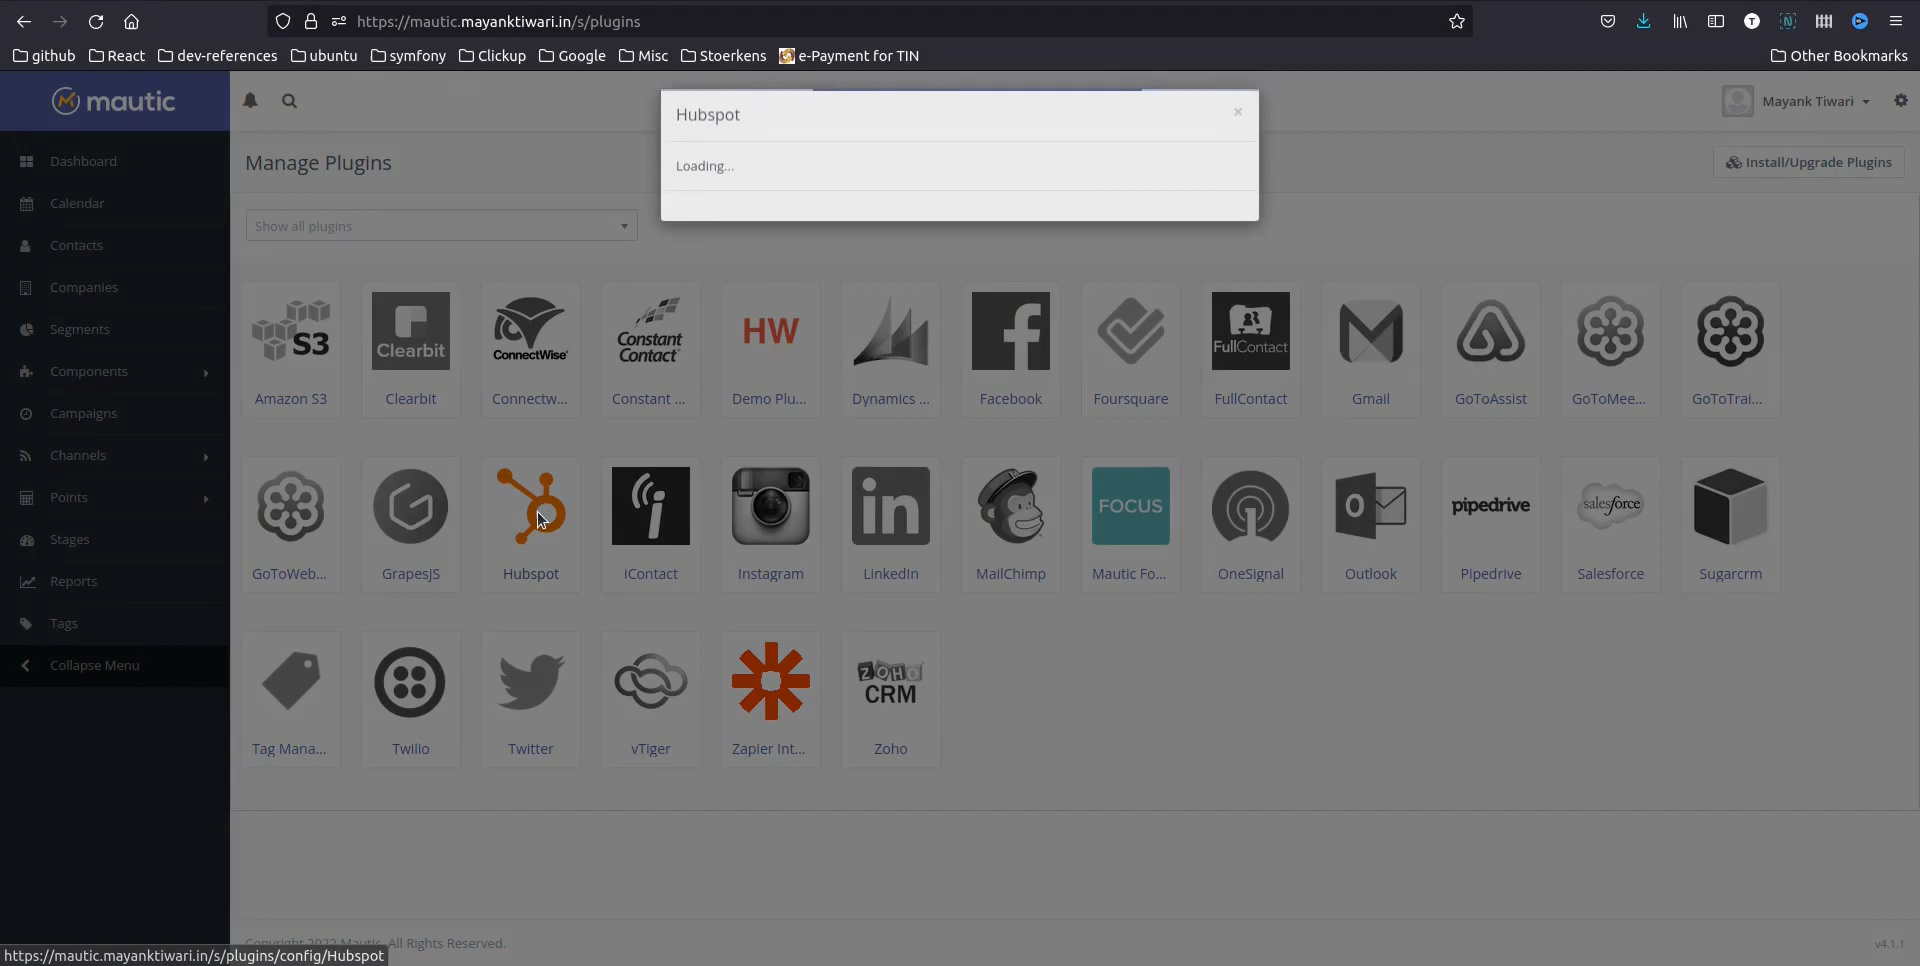 https://mautic.mayanktiwari.in/s/plugins
github React dev-references ubuntu symfony Clickup Google Misc Stoerkens e-Payment for TIN Other Bookmarks
mautic
Mayank Tiwari
Hubspot ×
Loading...
Dashboard
Calendar
Contacts
Companies
Segments
Components
Campaigns
Channels
Points
Stages
Reports
Tags
Collapse Menu
Manage Plugins
Install/Upgrade Plugins
Show all plugins
S3
Clearbit
ConnectWise
Constant Contact
HW
FullContact
Amazon S3 Clearbit Connectw... Constant ... Demo Plu... Dynamics ... Facebook Foursquare FullContact Gmail GoToAssist GoToMee... GoToTrai...
in
FOCUS
O
pipedrive
salesforce
GoToWeb... GrapesJS Hubspot iContact Instagram LinkedIn MailChimp Mautic Fo... OneSignal Outlook Pipedrive Salesforce Sugarcrm
ZOHO
CRM
Tag Mana... Twilio Twitter vTiger Zapier Int... Zoho
Copyright 2022 Mautic. All Rights Reserved.
v4.1.1
https://mautic.mayanktiwari.in/s/plugins/config/Hubspot